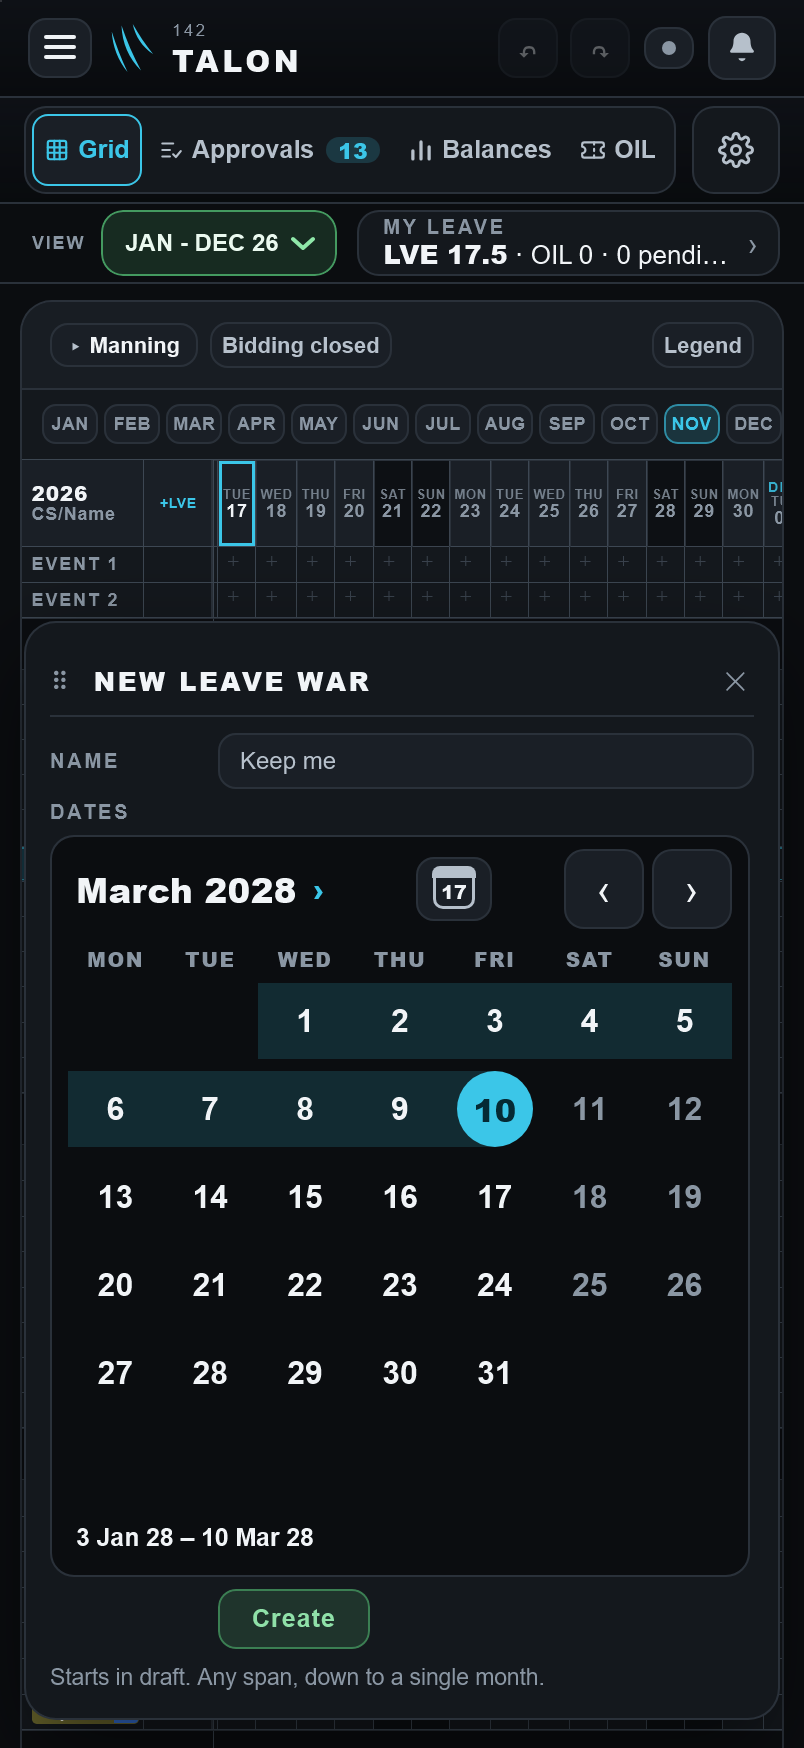 142
TALON
Grid
Approvals 13
Balances
OIL
VIEW
JAN - DEC 26
MY LEAVE
LVE 17.5 · OIL 0 · 0 pendi…
Manning
Bidding closed
Legend
JAN FEB MAR APR MAY JUN JUL AUG SEP OCT NOV DEC
2026
CS/Name
+LVE
TUE WED THU FRI SAT SUN MON TUE WED THU FRI SAT SUN MON
17 18 19 20 21 22 23 24 25 26 27 28 29 30
EVENT 1
EVENT 2
NEW LEAVE WAR
NAME
Keep me
DATES
March 2028 ›
17
MON TUE WED THU FRI SAT SUN
1 2 3 4 5
6 7 8 9 10 11 12
13 14 15 16 17 18 19
20 21 22 23 24 25 26
27 28 29 30 31
3 Jan 28 – 10 Mar 28
Create
Starts in draft. Any span, down to a single month.